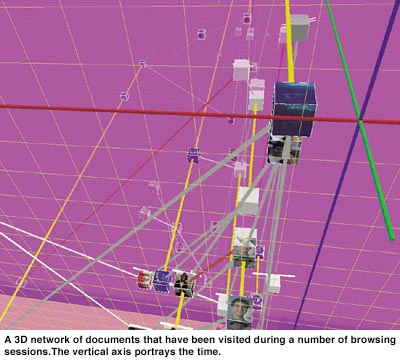 A 3D network of documents that have been visited during a number of browsing
sessions.The vertical axis portrays the time.